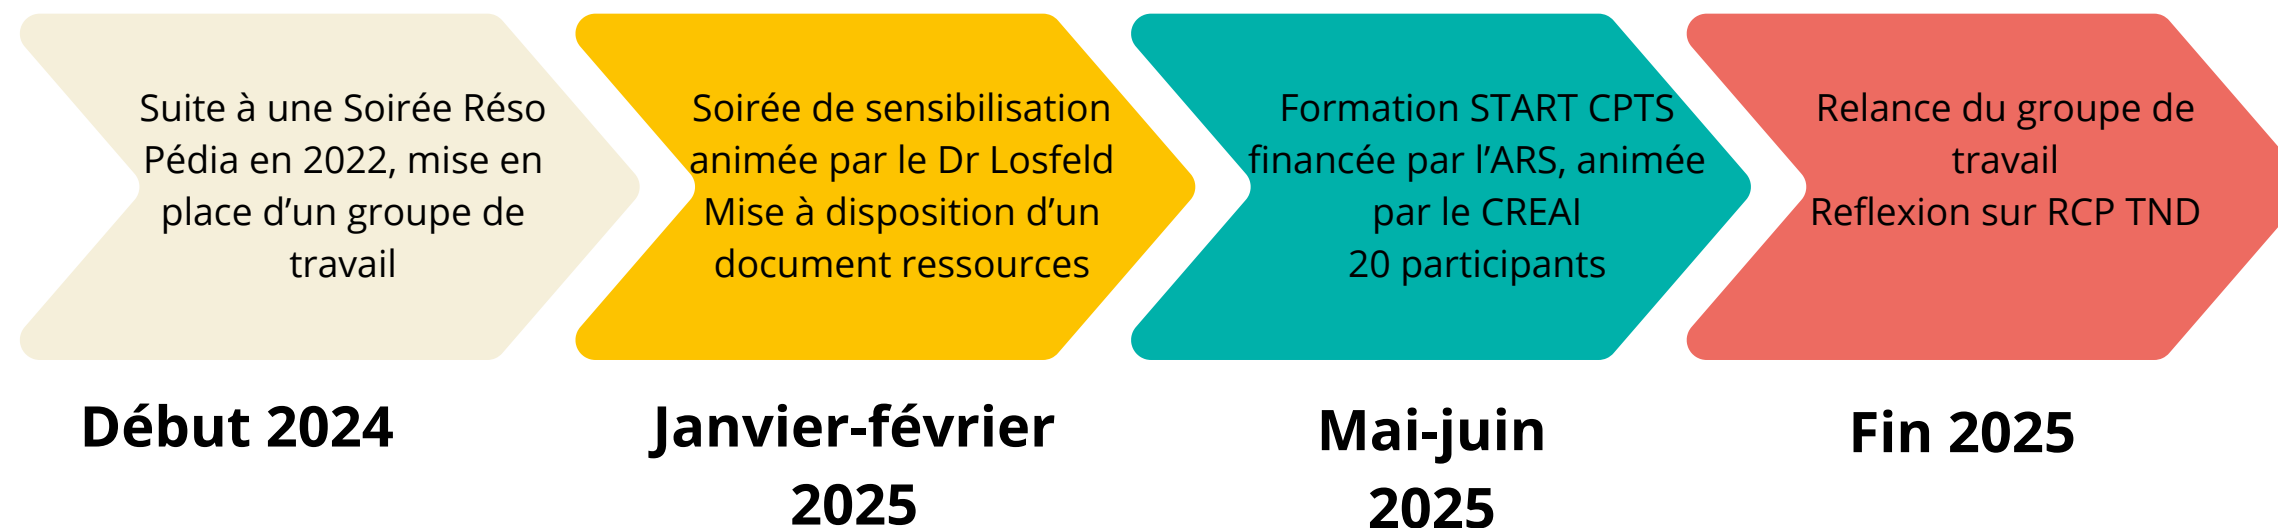 Suite à une Soirée Réso
Pédia en 2022, mise en
place d'un groupe de
travail
Soirée de sensibilisation
animée par le Dr Losfeld
Mise à disposition d'un
document ressources
Formation START CPTS
financée par l'ARS, animée
par le CREAI
20 participants
Relance du groupe de
travail
Reflexion sur RCP TND
Début 2024
Janvier-février
2025
Mai-juin
2025
Fin 2025